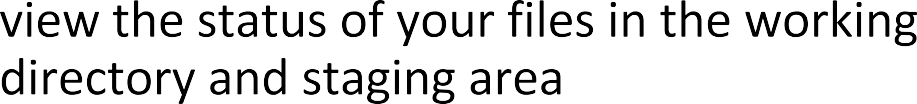 view the status of your files in the working
directory and staging area